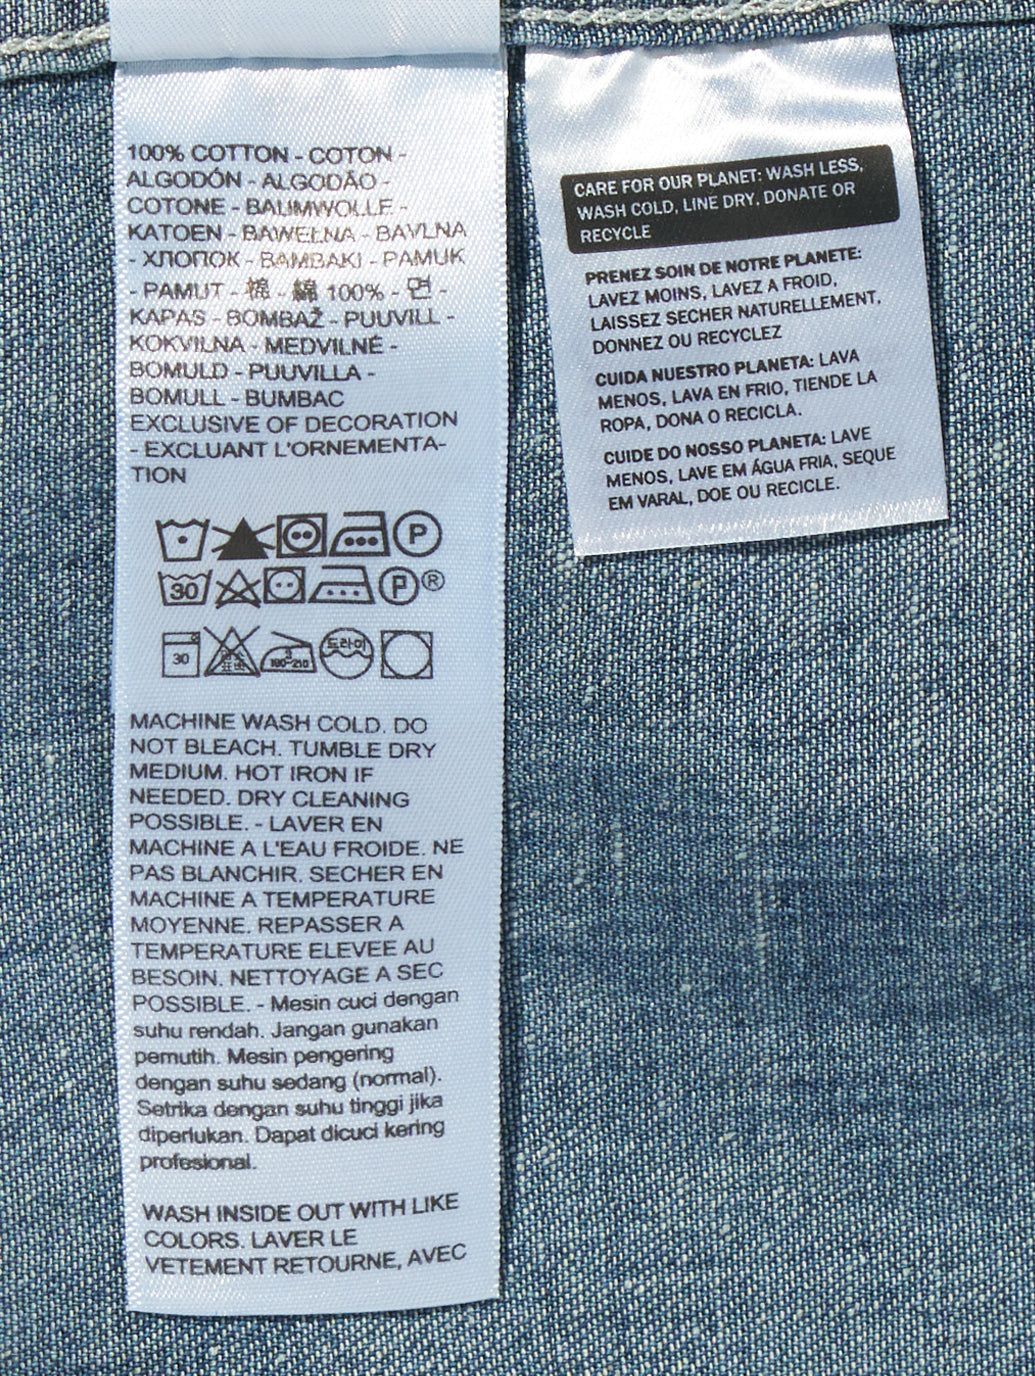 100% COTTON - COTON -
ALGODÓN - ALGODÃO -
COTONE - BAUMWOLLE -
KATOEN - BAWEŁNA - BAVLNA
- ХЛОПОК - BAMBAKI - PAMUK
- PAMUT - 棉 - 綿 100% - 면 -
KAPAS - BOMBAŽ - PUUVILL -
KOKVILNA - MEDVILNĖ -
BOMULD - PUUVILLA -
BOMULL - BUMBAC
EXCLUSIVE OF DECORATION
- EXCLUANT L'ORNEMENTA-
TION
P
30 P ®
30 180~210 드라이
MACHINE WASH COLD. DO
NOT BLEACH. TUMBLE DRY
MEDIUM. HOT IRON IF
NEEDED. DRY CLEANING
POSSIBLE. - LAVER EN
MACHINE A L'EAU FROIDE. NE
PAS BLANCHIR. SECHER EN
MACHINE A TEMPERATURE
MOYENNE. REPASSER A
TEMPERATURE ELEVEE AU
BESOIN. NETTOYAGE A SEC
POSSIBLE. - Mesin cuci dengan
suhu rendah. Jangan gunakan
pemutih. Mesin pengering
dengan suhu sedang (normal).
Setrika dengan suhu tinggi jika
diperlukan. Dapat dicuci kering
profesional.
WASH INSIDE OUT WITH LIKE
COLORS. LAVER LE
VETEMENT RETOURNE, AVEC
CARE FOR OUR PLANET: WASH LESS,
WASH COLD, LINE DRY, DONATE OR
RECYCLE
PRENEZ SOIN DE NOTRE PLANETE:
LAVEZ MOINS, LAVEZ A FROID,
LAISSEZ SECHER NATURELLEMENT,
DONNEZ OU RECYCLEZ
CUIDA NUESTRO PLANETA: LAVA
MENOS, LAVA EN FRIO, TIENDE LA
ROPA, DONA O RECICLA.
CUIDE DO NOSSO PLANETA: LAVE
MENOS, LAVE EM ÁGUA FRIA, SEQUE
EM VARAL, DOE OU RECICLE.